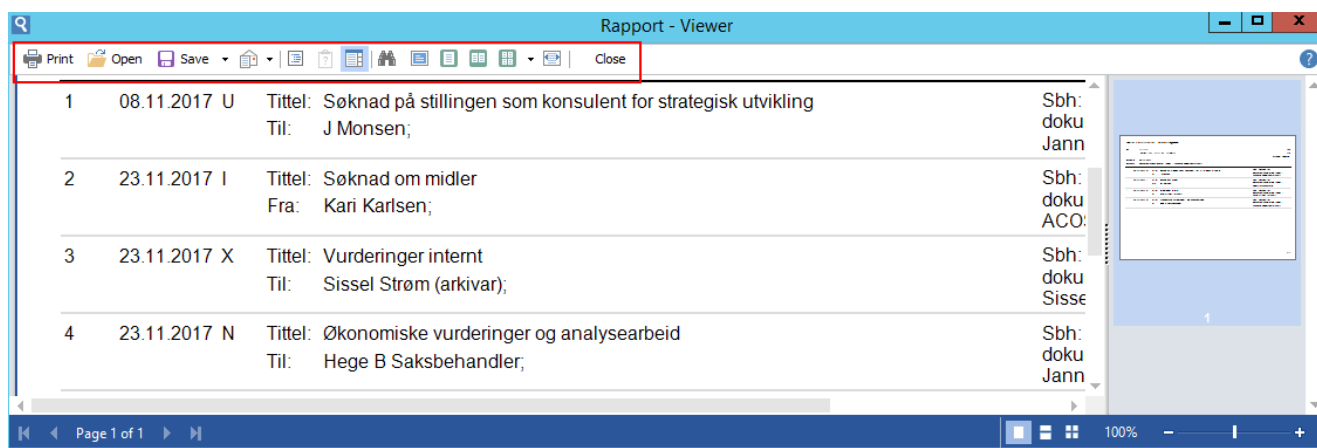 Rapport - Viewer
Print Open Save Close
1 08.11.2017 U Tittel: Søknad på stillingen som konsulent for strategisk utvikling Sbh:
Til: J Monsen; doku
Jann
2 23.11.2017 I Tittel: Søknad om midler Sbh:
Fra: Kari Karlsen; doku
ACOS
3 23.11.2017 X Tittel: Vurderinger internt Sbh:
Til: Sissel Strøm (arkivar); doku
Sisse
4 23.11.2017 N Tittel: Økonomiske vurderinger og analysearbeid Sbh:
Til: Hege B Saksbehandler; doku
Jann
1
Page 1 of 1 100%